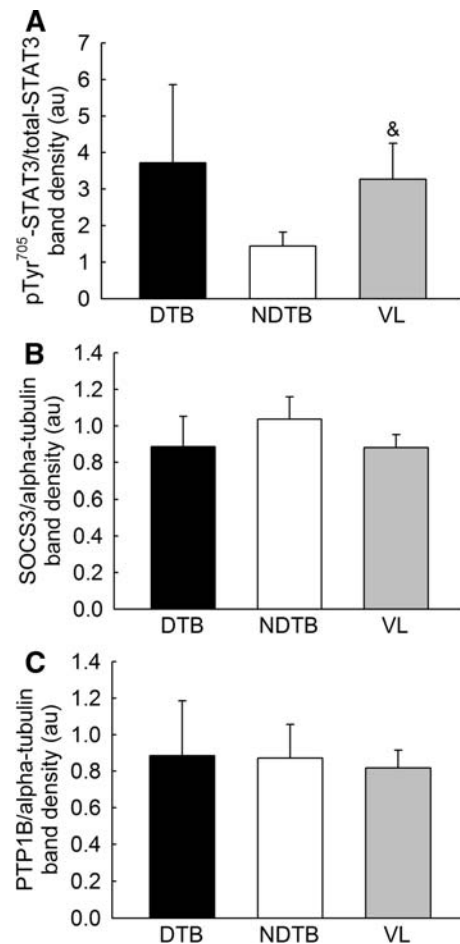 A
pTyr705-STAT3/total-STAT3
band density (au)
7
6
5
4
3
2
1
0
&
DTB NDTB VL
B
SOCS3/alpha-tubulin
band density (au)
1.4
1.2
1.0
0.8
0.6
0.4
0.2
0.0
DTB NDTB VL
C
PTP1B/alpha-tubulin
band density (au)
1.4
1.2
1.0
0.8
0.6
0.4
0.2
0.0
DTB NDTB VL